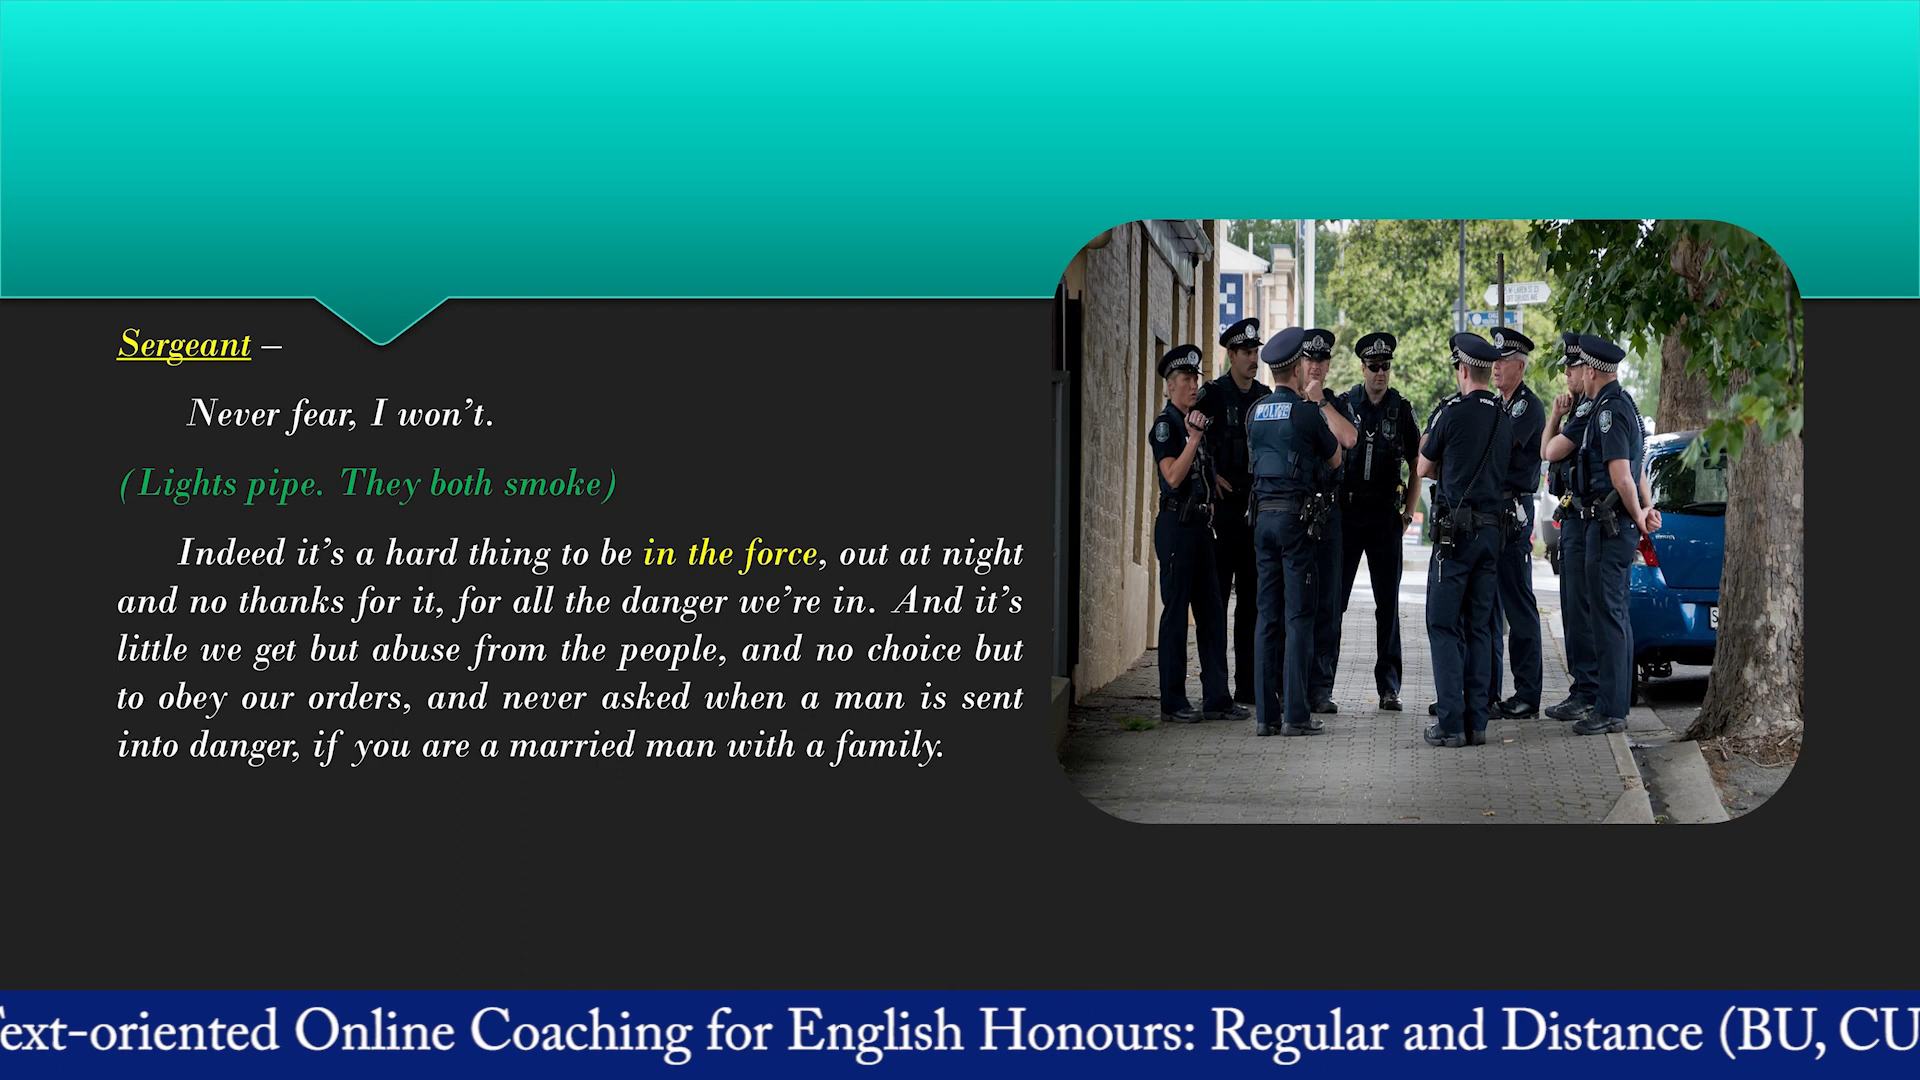 Sergeant –
Never fear, I won’t.
(Lights pipe. They both smoke)
Indeed it’s a hard thing to be in the force, out at night
and no thanks for it, for all the danger we’re in. And it’s
little we get but abuse from the people, and no choice but
to obey our orders, and never asked when a man is sent
into danger, if you are a married man with a family.
POLICE
Text-oriented Online Coaching for English Honours: Regular and Distance (BU, CU